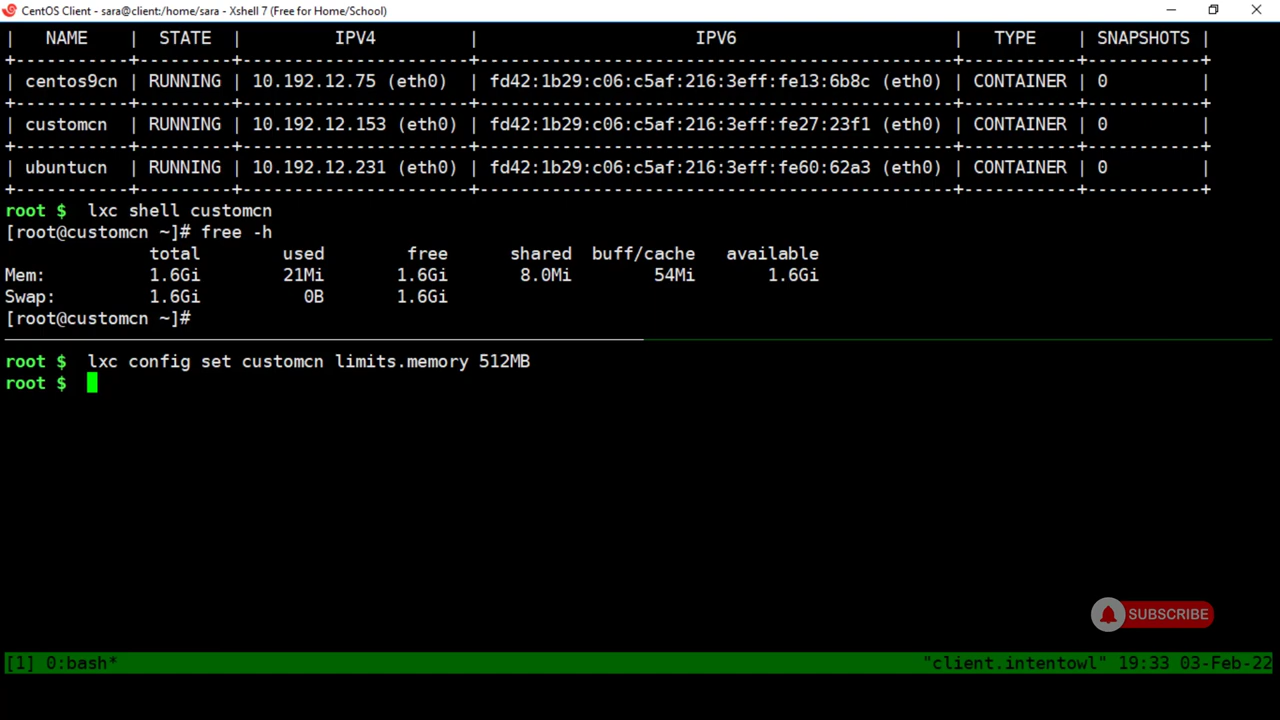 CentOS Client - sara@client:/home/sara - Xshell 7 (Free for Home/School)
| NAME | STATE | IPV4 | IPV6 | TYPE | SNAPSHOTS |
+-----------+---------+----------------------+-----------------------------------------------+-----------+-----------+
| centos9cn | RUNNING | 10.192.12.75 (eth0) | fd42:1b29:c06:c5af:216:3eff:fe13:6b8c (eth0) | CONTAINER | 0 |
+-----------+---------+----------------------+-----------------------------------------------+-----------+-----------+
| customcn | RUNNING | 10.192.12.153 (eth0) | fd42:1b29:c06:c5af:216:3eff:fe27:23f1 (eth0) | CONTAINER | 0 |
+-----------+---------+----------------------+-----------------------------------------------+-----------+-----------+
| ubuntucn | RUNNING | 10.192.12.231 (eth0) | fd42:1b29:c06:c5af:216:3eff:fe60:62a3 (eth0) | CONTAINER | 0 |
+-----------+---------+----------------------+-----------------------------------------------+-----------+-----------+
root $ lxc shell customcn
[root@customcn ~]# free -h
total used free shared buff/cache available
Mem: 1.6Gi 21Mi 1.6Gi 8.0Mi 54Mi 1.6Gi
Swap: 1.6Gi 0B 1.6Gi
[root@customcn ~]#
root $ lxc config set customcn limits.memory 512MB
root $
SUBSCRIBE
[1] 0:bash* "client.intentowl" 19:33 03-Feb-22